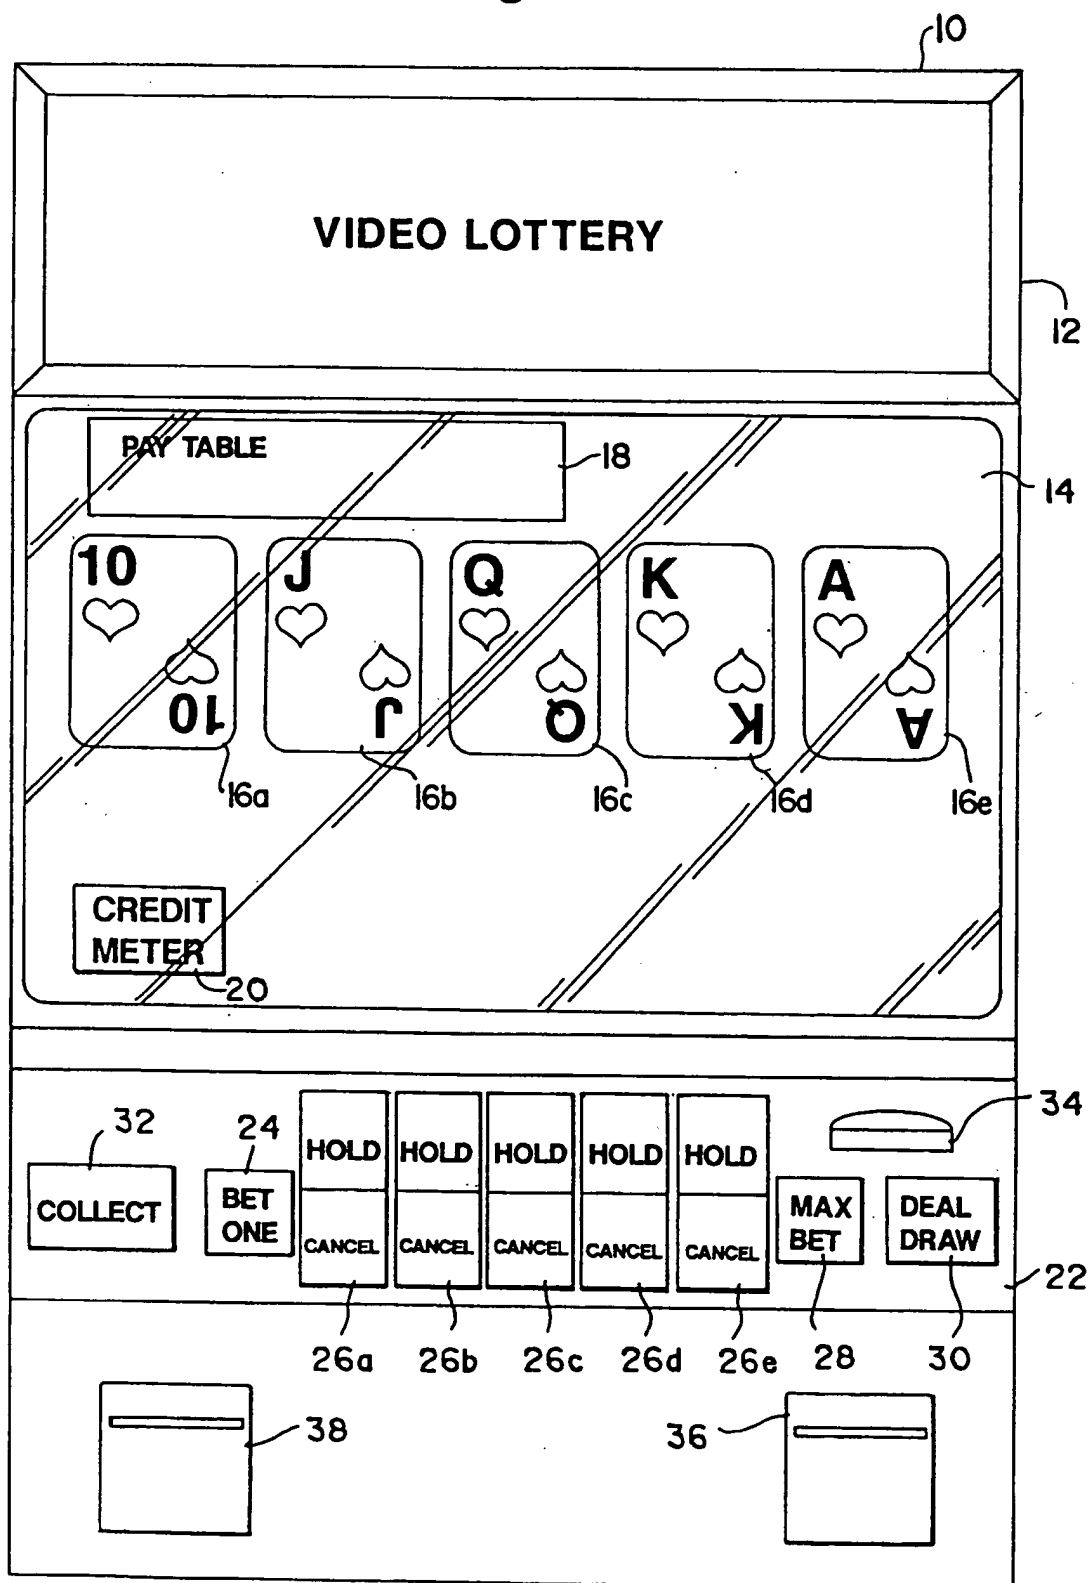 10
VIDEO LOTTERY
12
PAY TABLE
18
14
10 J Q K A
10 J Q K A
16a 16b 16c 16d 16e
CREDIT
METER
20
34
32 24
HOLD HOLD HOLD HOLD HOLD
COLLECT BET ONE MAX BET DEAL DRAW
CANCEL CANCEL CANCEL CANCEL CANCEL
22
26a 26b 26c 26d 26e 28 30
38 36